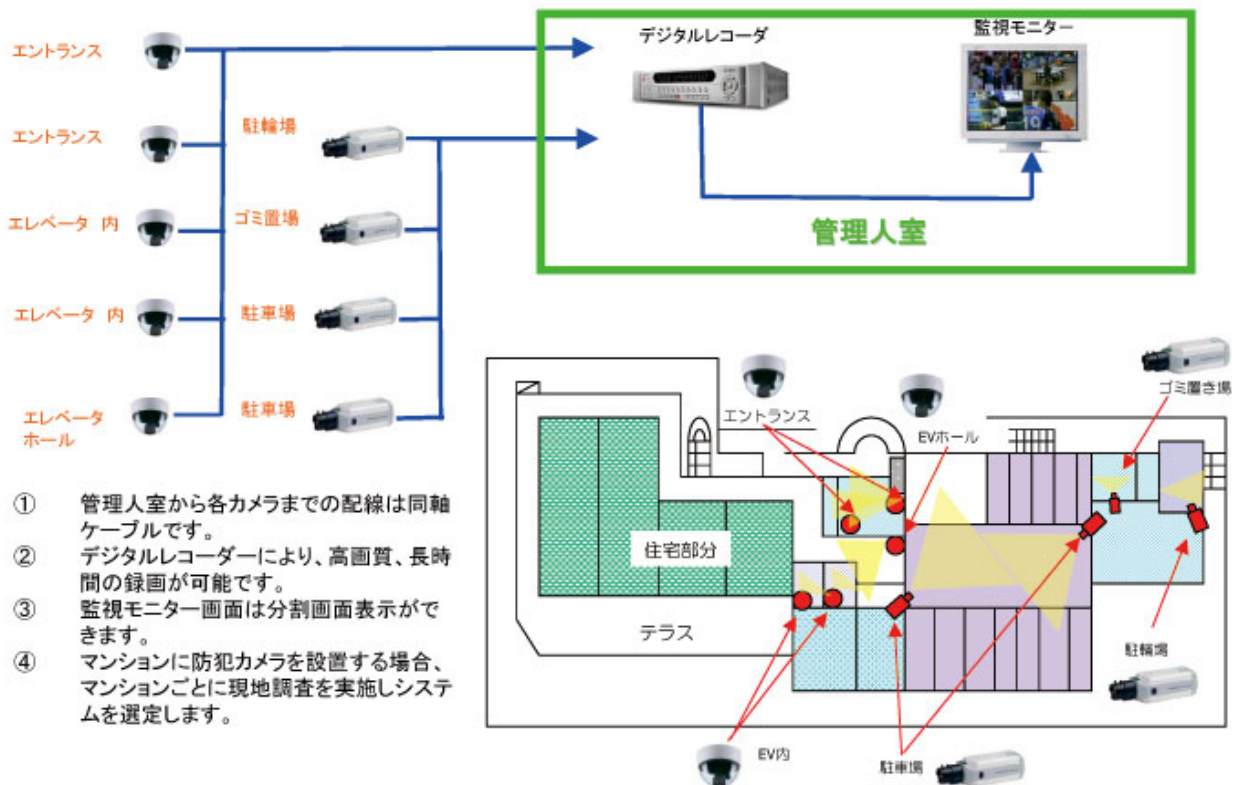 エントランス
エントランス
エレベータ 内
エレベータ 内
エレベータ
ホール
駐輪場
ゴミ置場
駐車場
駐車場
デジタルレコーダ
監視モニター
管理人室
① 管理人室から各カメラまでの配線は同軸
ケーブルです。
② デジタルレコーダーにより、高画質、長時
間の録画が可能です。
③ 監視モニター画面は分割画面表示がで
きます。
④ マンションに防犯カメラを設置する場合、
マンションごとに現地調査を実施しシステ
ムを選定します。
エントランス
EVホール
ゴミ置き場
住宅部分
テラス
駐輪場
EV内
駐車場
19